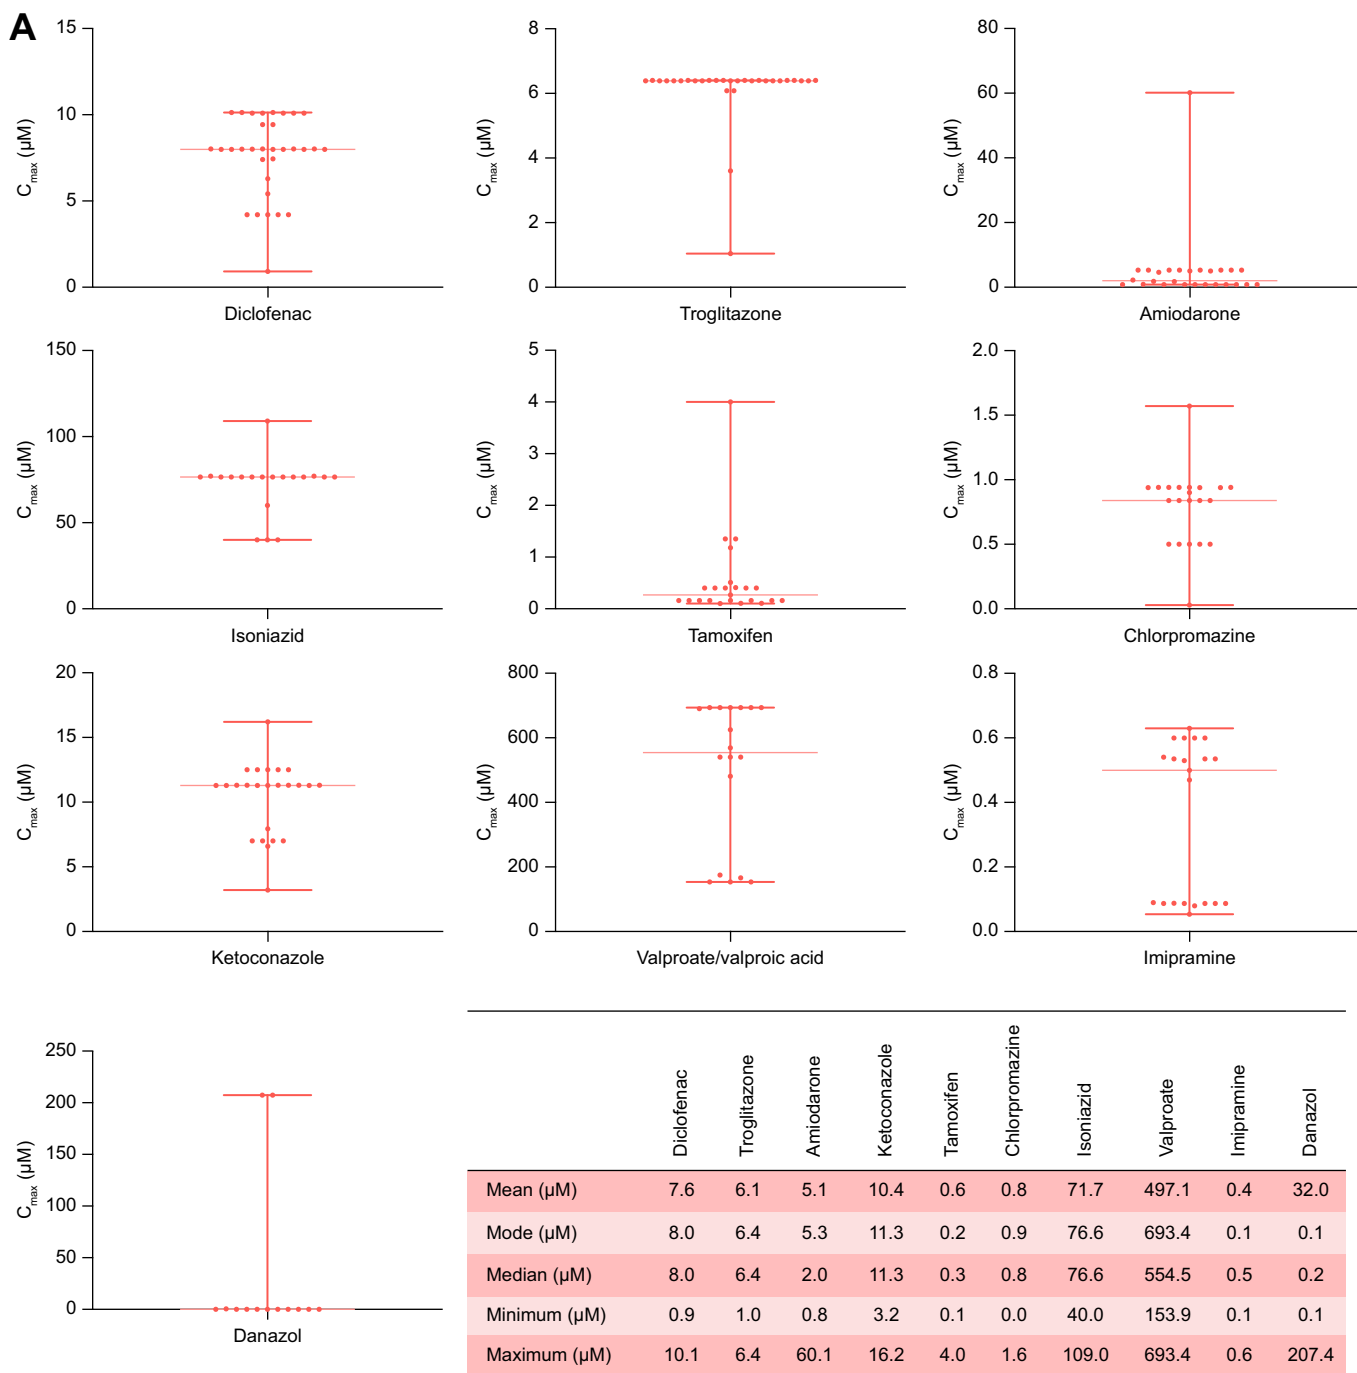 A
15
10
5
0
Cmax (µM)
Diclofenac
8
6
4
2
0
Cmax (µM)
Troglitazone
80
60
40
20
0
Cmax (µM)
Amiodarone
150
100
50
0
Cmax (µM)
Isoniazid
5
4
3
2
1
0
Cmax (µM)
Tamoxifen
2.0
1.5
1.0
0.5
0.0
Cmax (µM)
Chlorpromazine
20
15
10
5
0
Cmax (µM)
Ketoconazole
800
600
400
200
0
Cmax (µM)
Valproate/valproic acid
0.8
0.6
0.4
0.2
0.0
Cmax (µM)
Imipramine
250
200
150
100
50
0
Cmax (µM)
Danazol
Diclofenac Troglitazone Amiodarone Ketoconazole Tamoxifen Chlorpromazine Isoniazid Valproate Imipramine Danazol
Mean (µM) 7.6 6.1 5.1 10.4 0.6 0.8 71.7 497.1 0.4 32.0
Mode (µM) 8.0 6.4 5.3 11.3 0.2 0.9 76.6 693.4 0.1 0.1
Median (µM) 8.0 6.4 2.0 11.3 0.3 0.8 76.6 554.5 0.5 0.2
Minimum (µM) 0.9 1.0 0.8 3.2 0.1 0.0 40.0 153.9 0.1 0.1
Maximum (µM) 10.1 6.4 60.1 16.2 4.0 1.6 109.0 693.4 0.6 207.4